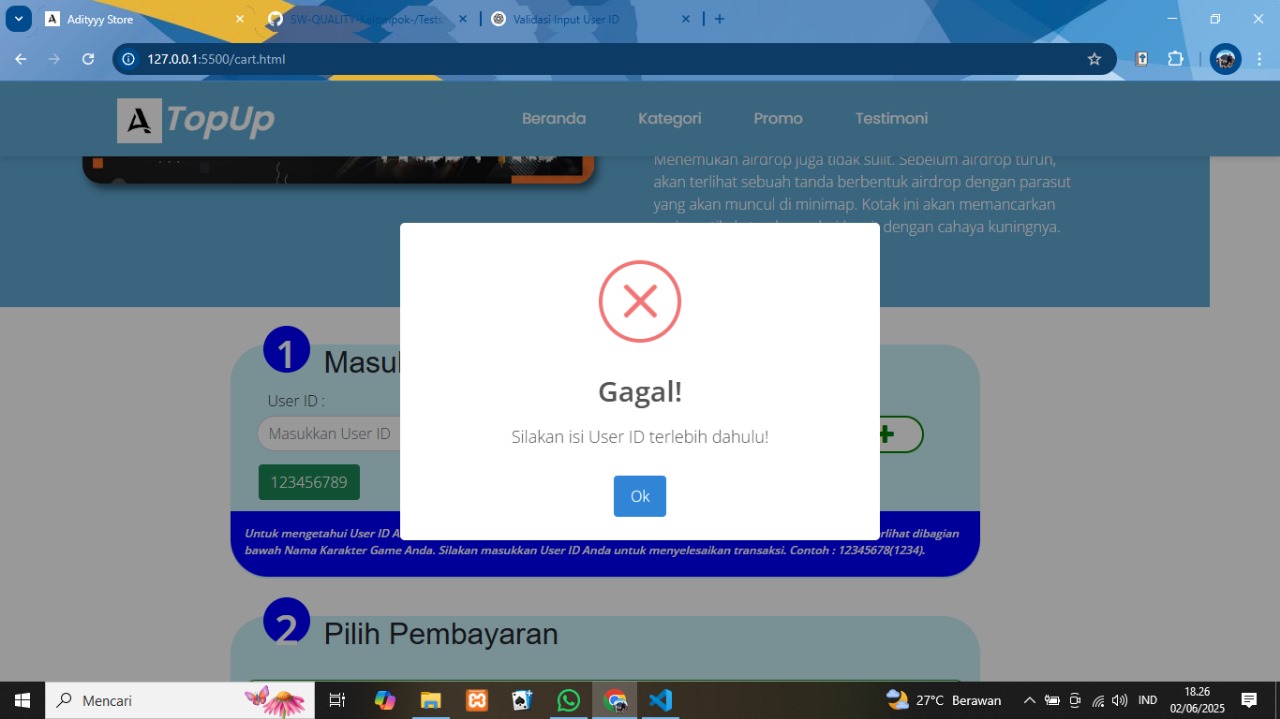 Adityyy Store
SW-QUALITY-Kelompok-/Tests
Validasi Input User ID
127.0.0.1:5500/cart.html
TopUp
Beranda
Kategori
Promo
Testimoni
Menemukan airdrop juga tidak sulit. Sebelum airdrop turun,
akan terlihat sebuah tanda berbentuk airdrop dengan parasut
yang akan muncul di minimap. Kotak ini akan memancarkan
dengan cahaya kuningnya.
Gagal!
Silakan isi User ID terlebih dahulu!
Ok
1
User ID :
Masukkan User ID
123456789
Untuk mengetahui User ID A
rlihat dibagian
bawah Nama Karakter Game Anda. Silakan masukkan User ID Anda untuk menyelesaikan transaksi. Contoh : 12345678(1234).
2
Pilih Pembayaran
Mencari
27°C Berawan
IND
18.26
02/06/2025